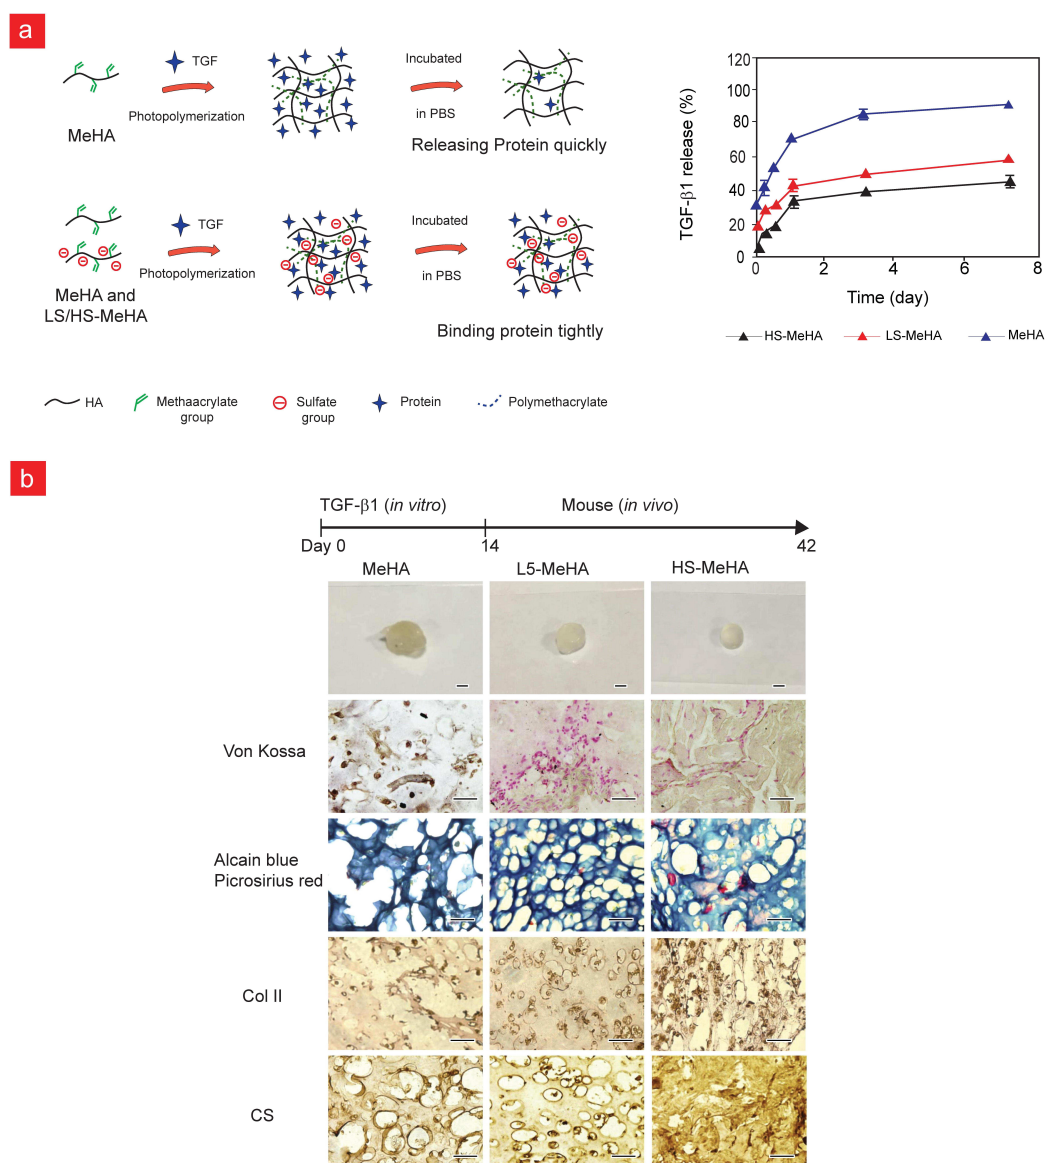 a
TGF
Photopolymerization
MeHA
Incubated
in PBS
Releasing Protein quickly
TGF
Photopolymerization
MeHA and
LS/HS-MeHA
Incubated
in PBS
Binding protein tightly
HA
Methaacrylate
group
Sulfate
group
Protein
Polymethacrylate
TGF-β1 release (%)
120
100
80
60
40
20
0
0 2 4 6 8
Time (day)
HS-MeHA LS-MeHA MeHA
b
TGF-β1 (in vitro) Mouse (in vivo)
Day 0 14 42
MeHA L5-MeHA HS-MeHA
Von Kossa
Alcain blue
Picrosirius red
Col II
CS